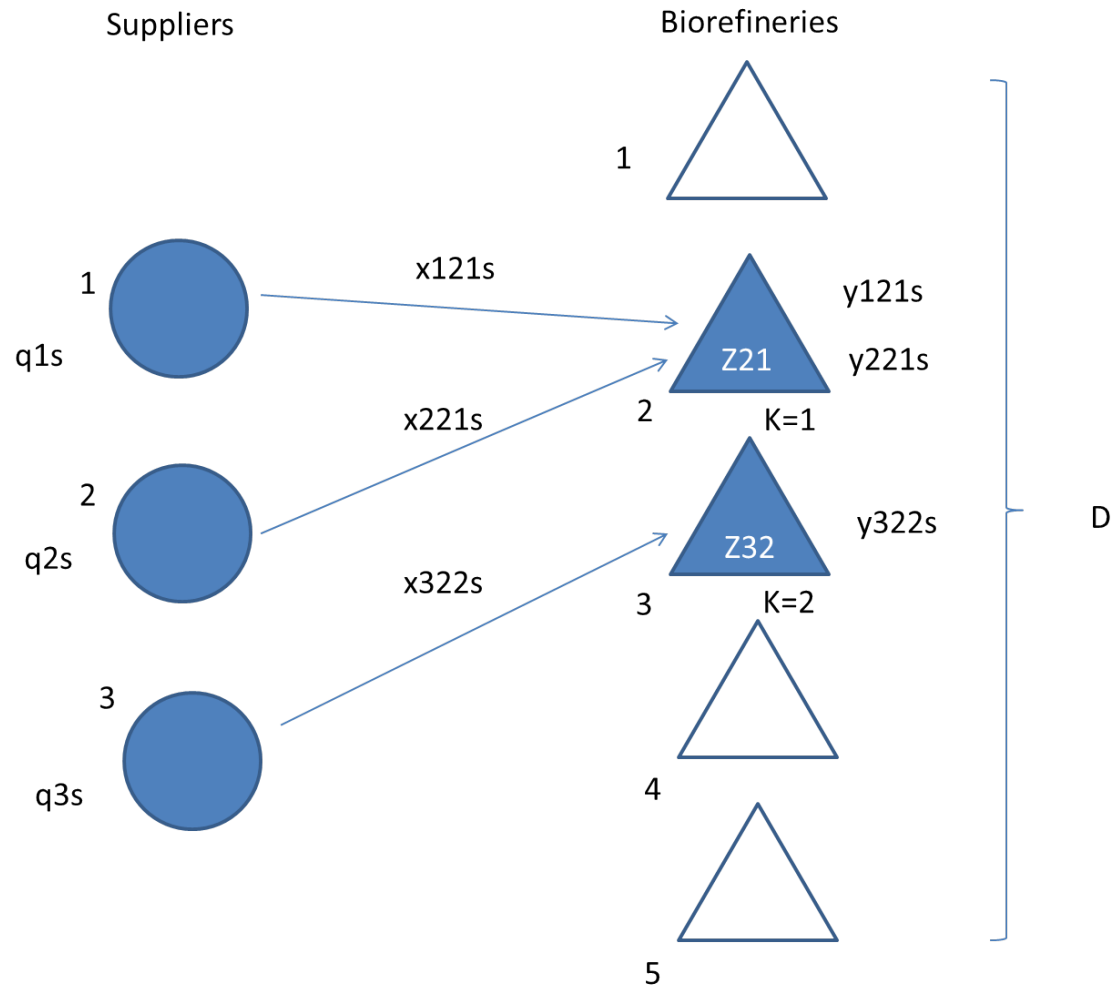 Suppliers
Biorefineries
1
1
x121s
y121s
q1s
Z21
y221s
2
K=1
x221s
2
q2s
Z32
y322s
D
x322s
3
K=2
3
q3s
4
5